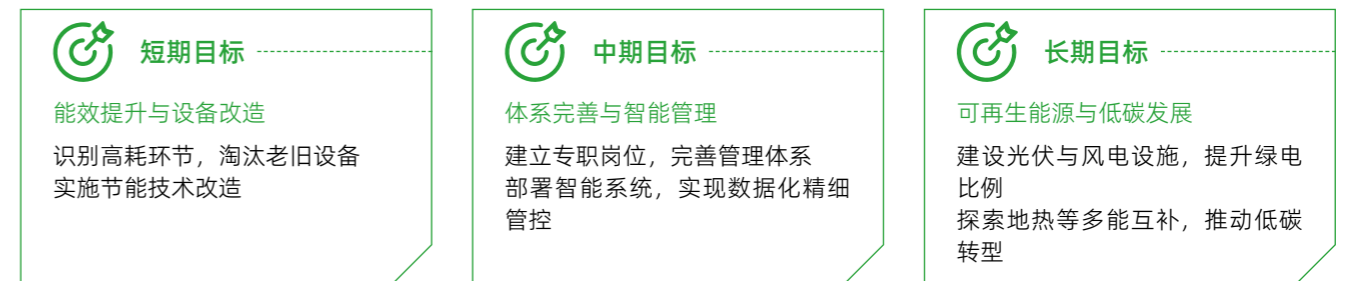 短期目标
能效提升与设备改造
识别高耗环节，淘汰老旧设备
实施节能技术改造
中期目标
体系完善与智能管理
建立专职岗位，完善管理体系
部署智能系统，实现数据化精细
管控
长期目标
可再生能源与低碳发展
建设光伏与风电设施，提升绿电
比例
探索地热等多能互补，推动低碳
转型